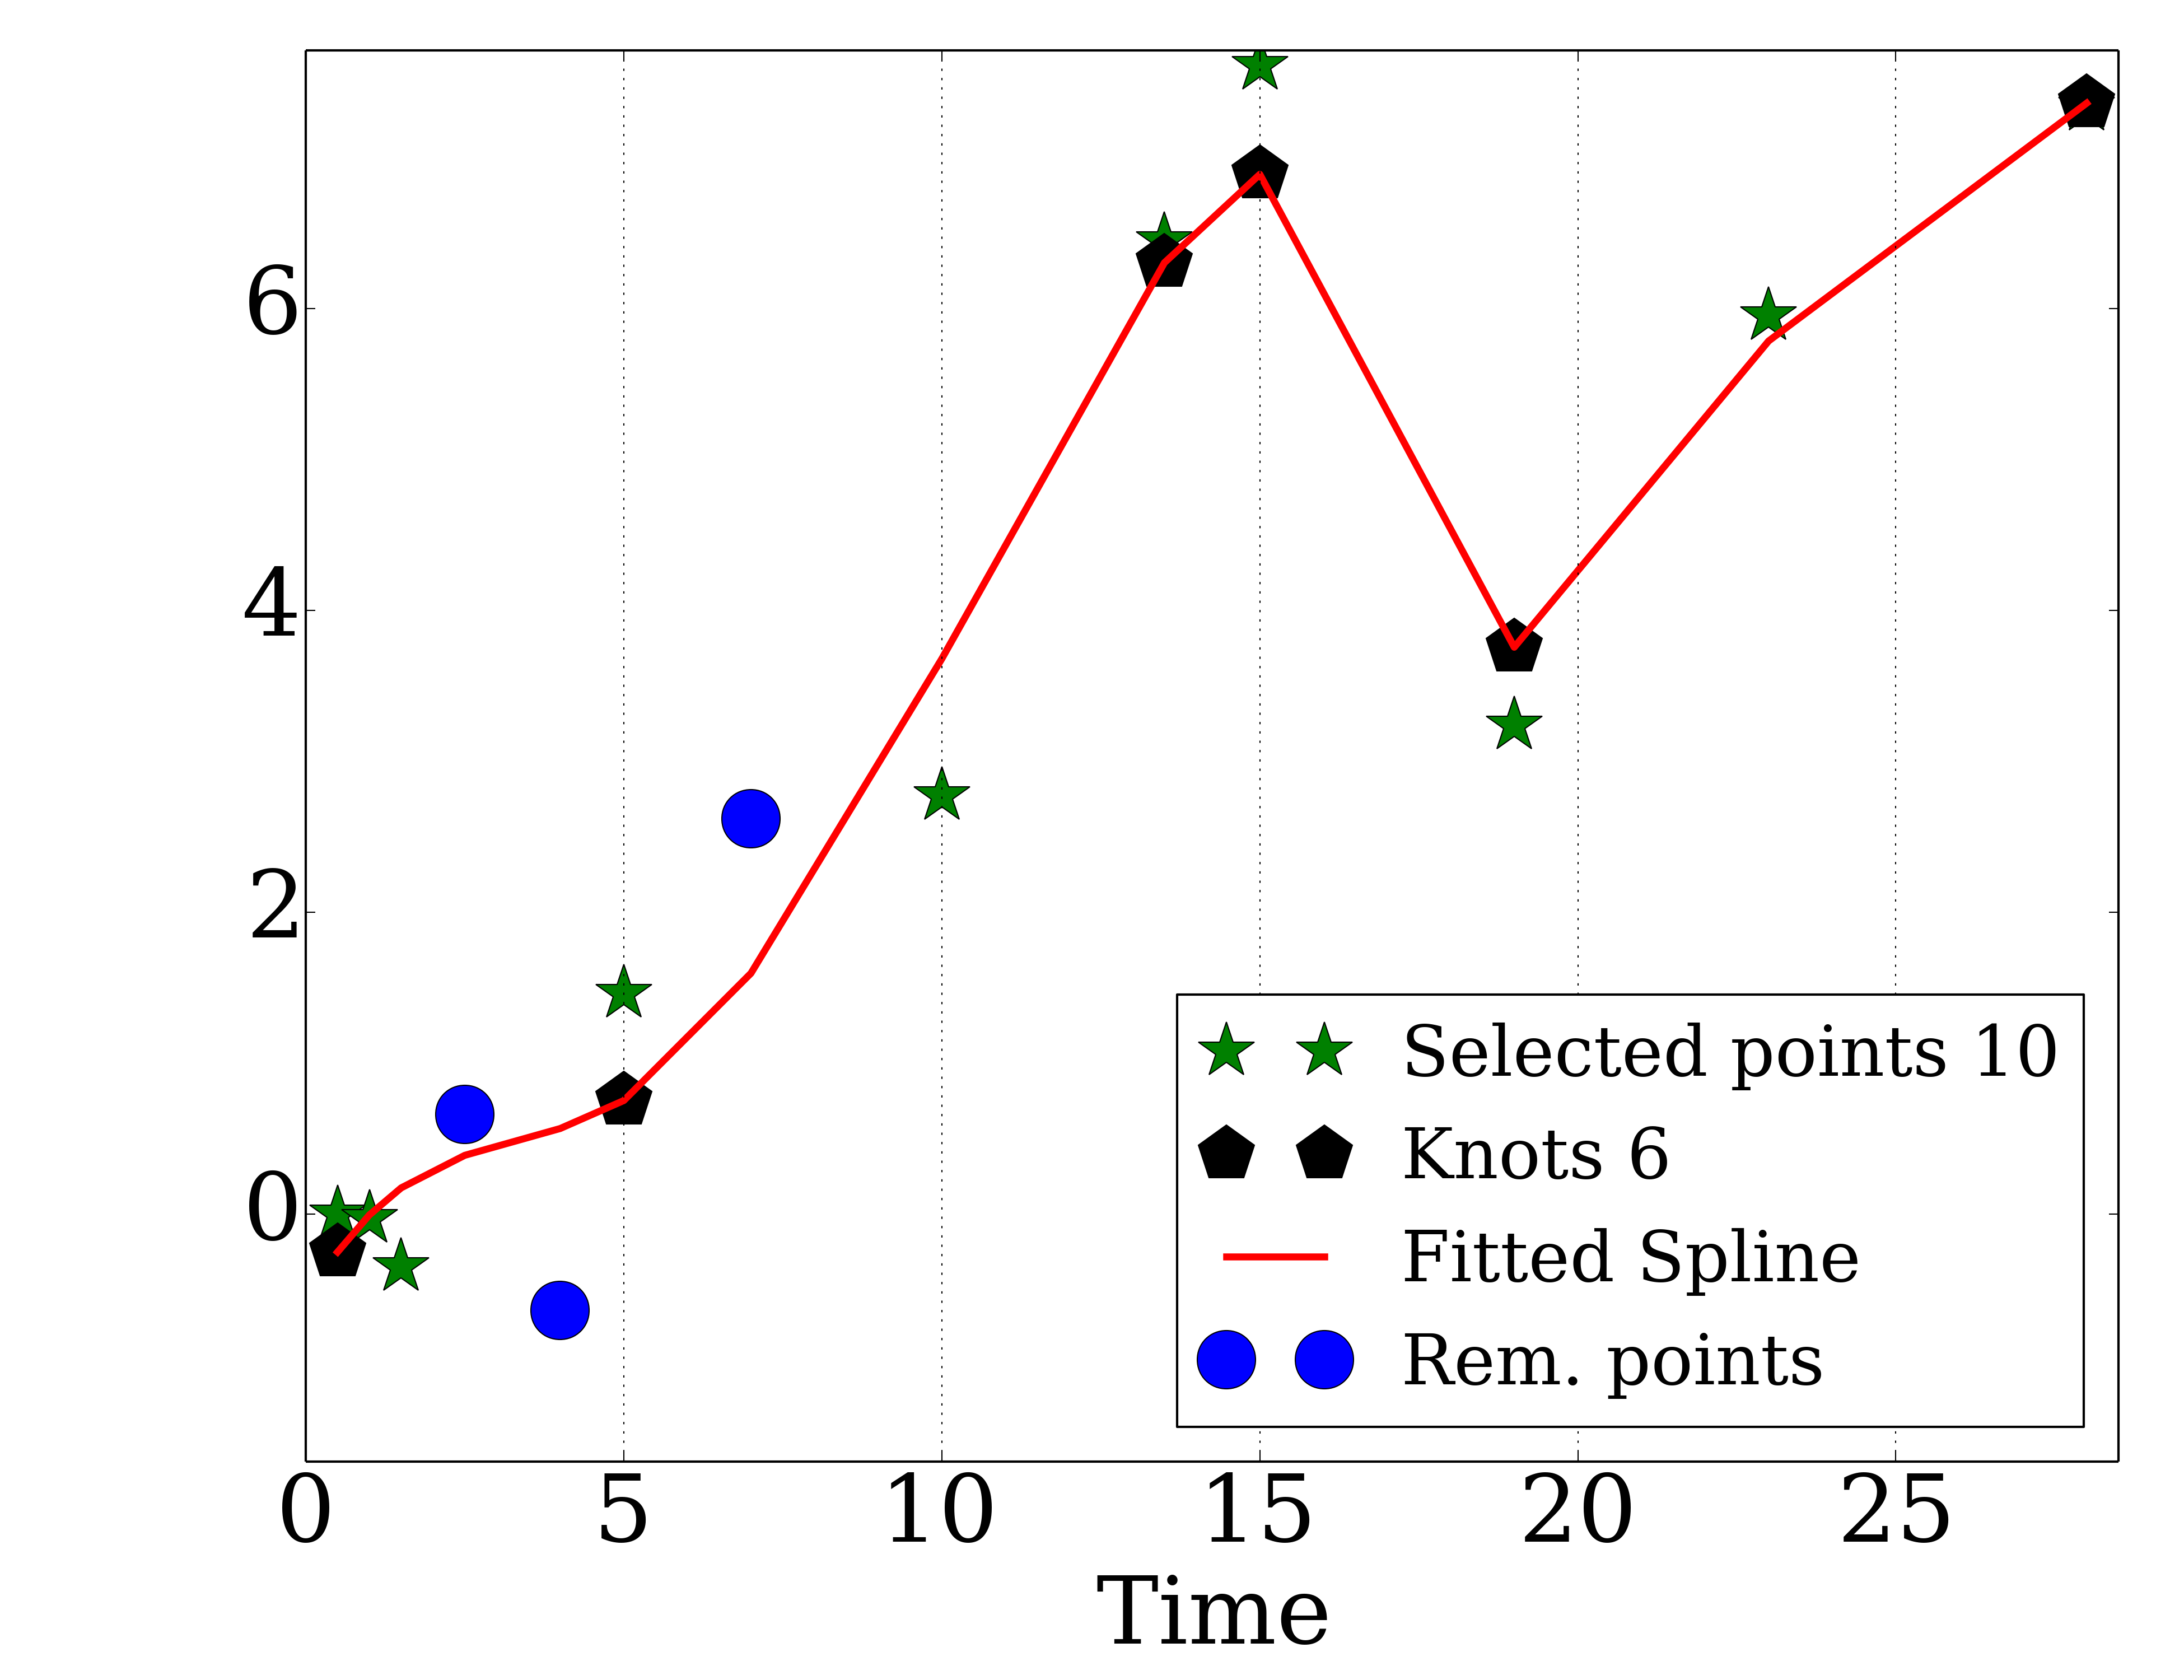 6
4
2
0
Selected points 10
Knots 6
Fitted Spline
Rem. points
0 5 10 15 20 25
Time